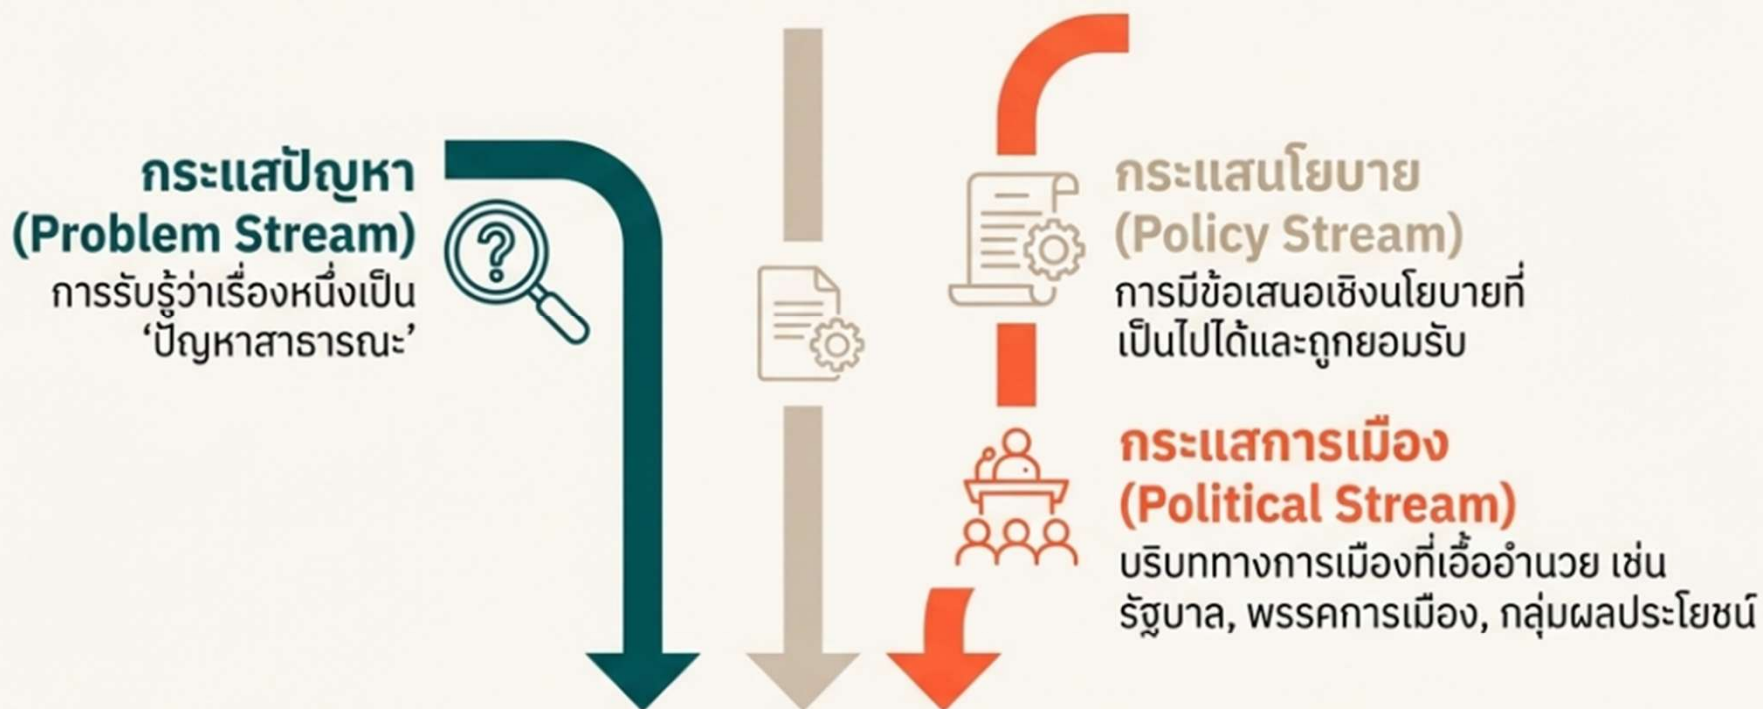 กระแสปัญหา
(Problem Stream)
การรับรู้ว่าเรื่องหนึ่งเป็น
‘ปัญหาสาธารณะ’
?
กระแสนโยบาย
(Policy Stream)
การมีข้อเสนอเชิงนโยบายที่
เป็นไปได้และถูกยอมรับ
กระแสการเมือง
(Political Stream)
บริบททางการเมืองที่เอื้ออำนวย เช่น
รัฐบาล, พรรคการเมือง, กลุ่มผลประโยชน์